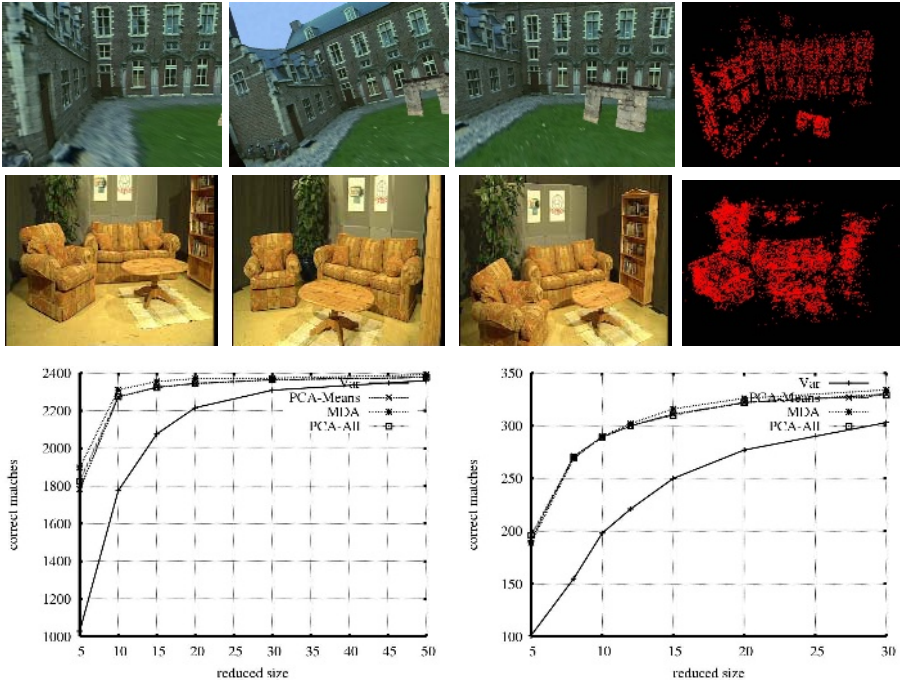 2400
2200
2000
1800
1600
1400
1200
1000
correct matches
Var
PCA-Means
MDA
PCA-All
5 10 15 20 25 30 35 40 45 50
reduced size
350
300
250
200
150
100
correct matches
Var
PCA-Means
MDA
PCA-All
5 10 15 20 25 30
reduced size